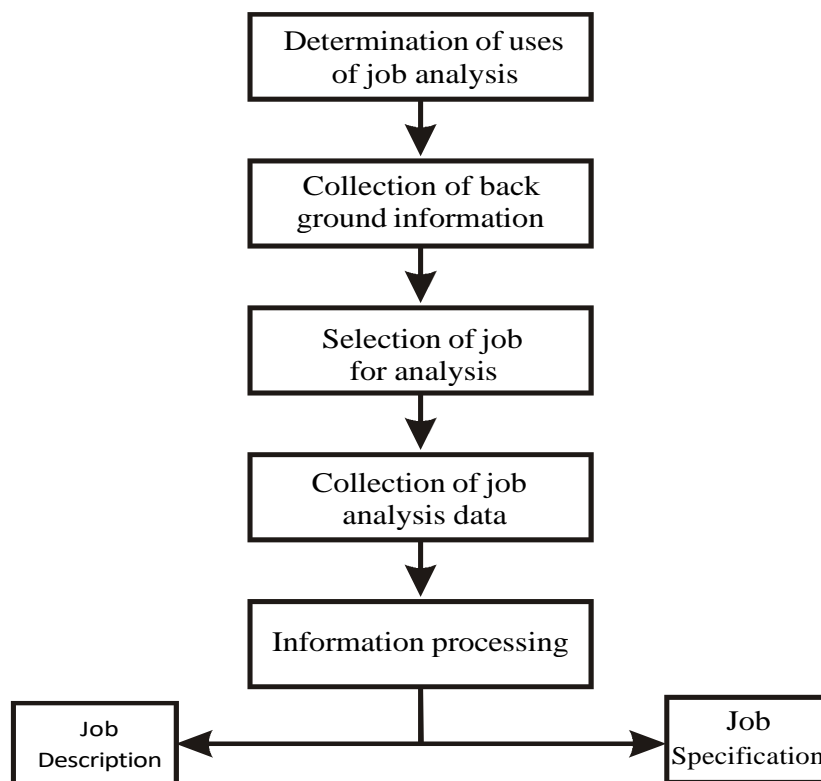 Determination of uses
of job analysis
Collection of back
ground information
Selection of job
for analysis
Collection of job
analysis data
Information processing
Job
Description
Job
Specification